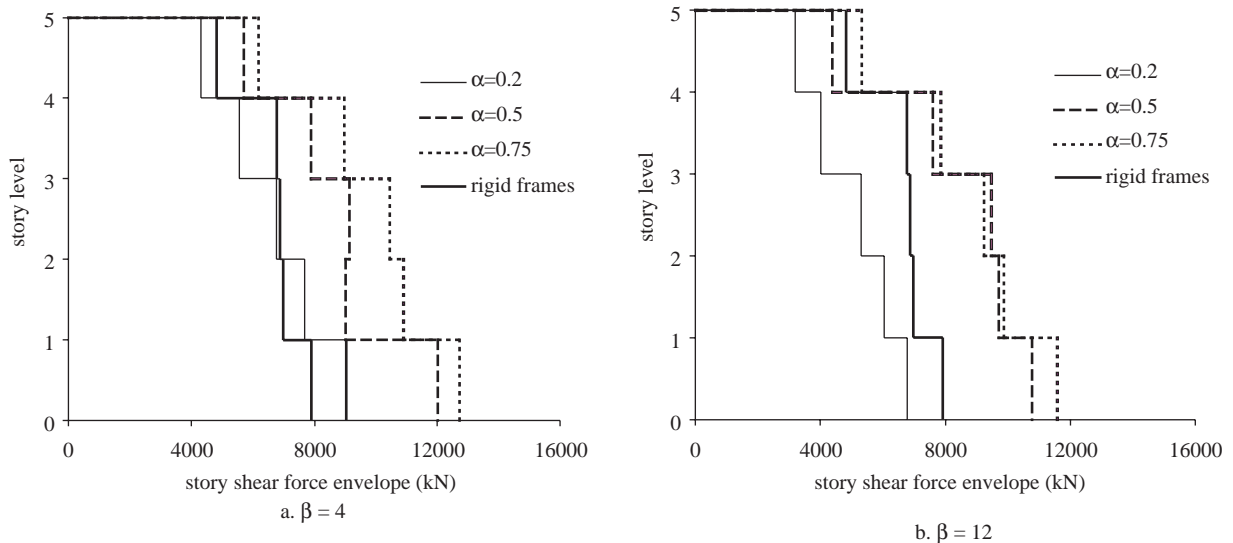 5
4
3
2
1
0
story level
α=0.2
α=0.5
α=0.75
rigid frames
0 4000 8000 12000 16000
story shear force envelope (kN)
a. β = 4
5
4
3
2
1
0
story level
α=0.2
α=0.5
α=0.75
rigid frames
0 4000 8000 12000 16000
story shear force envelope (kN)
b. β = 12